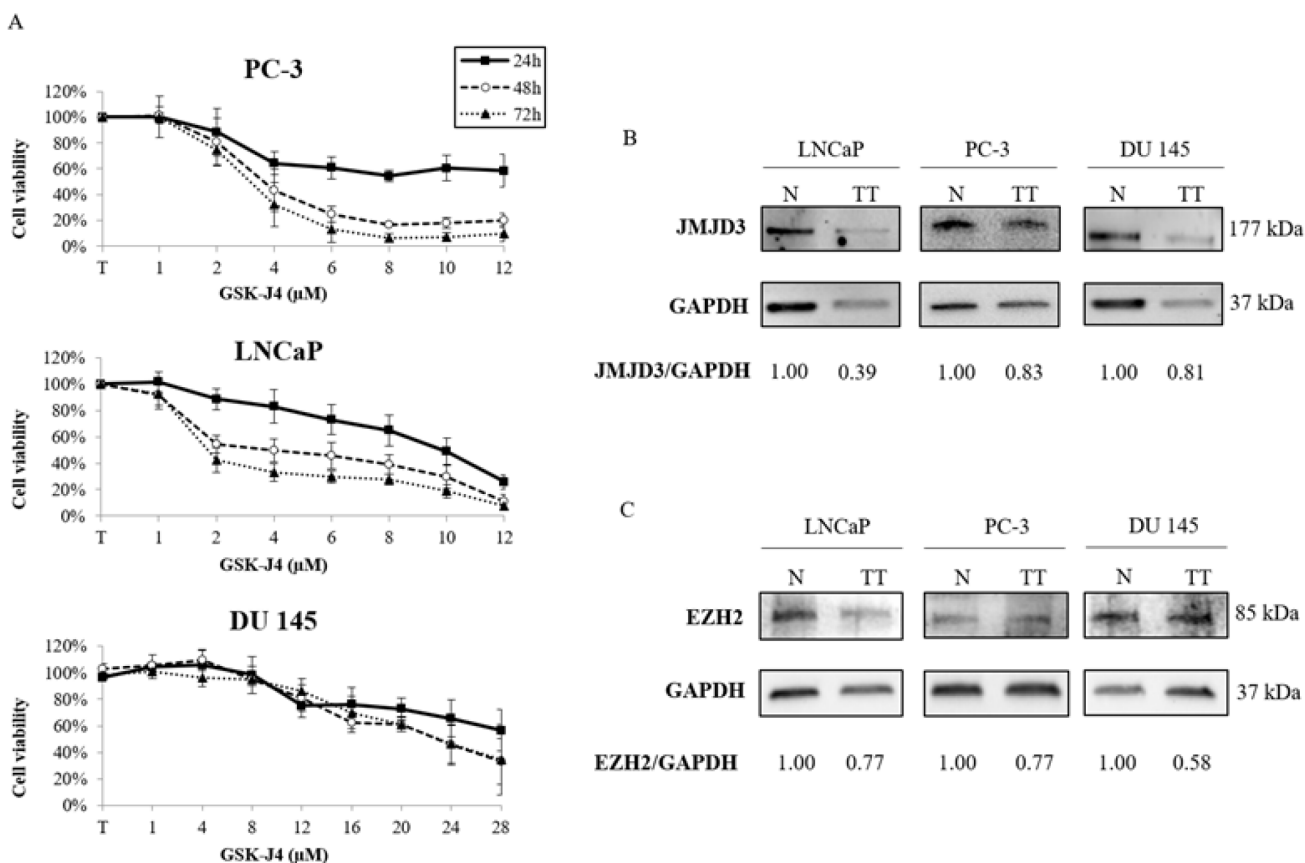 A
PC-3
24h
48h
72h
120%
100%
80%
60%
40%
20%
0%
Cell viability
T 1 2 4 6 8 10 12
GSK-J4 (µM)
LNCaP
120%
100%
80%
60%
40%
20%
0%
Cell viability
T 1 2 4 6 8 10 12
GSK-J4 (µM)
DU 145
120%
100%
80%
60%
40%
20%
0%
Cell viability
T 1 4 8 12 16 20 24 28
GSK-J4 (µM)
B
LNCaP PC-3 DU 145
N TT N TT N TT
JMJD3 177 kDa
GAPDH 37 kDa
JMJD3/GAPDH 1.00 0.39 1.00 0.83 1.00 0.81
C
LNCaP PC-3 DU 145
N TT N TT N TT
EZH2 85 kDa
GAPDH 37 kDa
EZH2/GAPDH 1.00 0.77 1.00 0.77 1.00 0.58